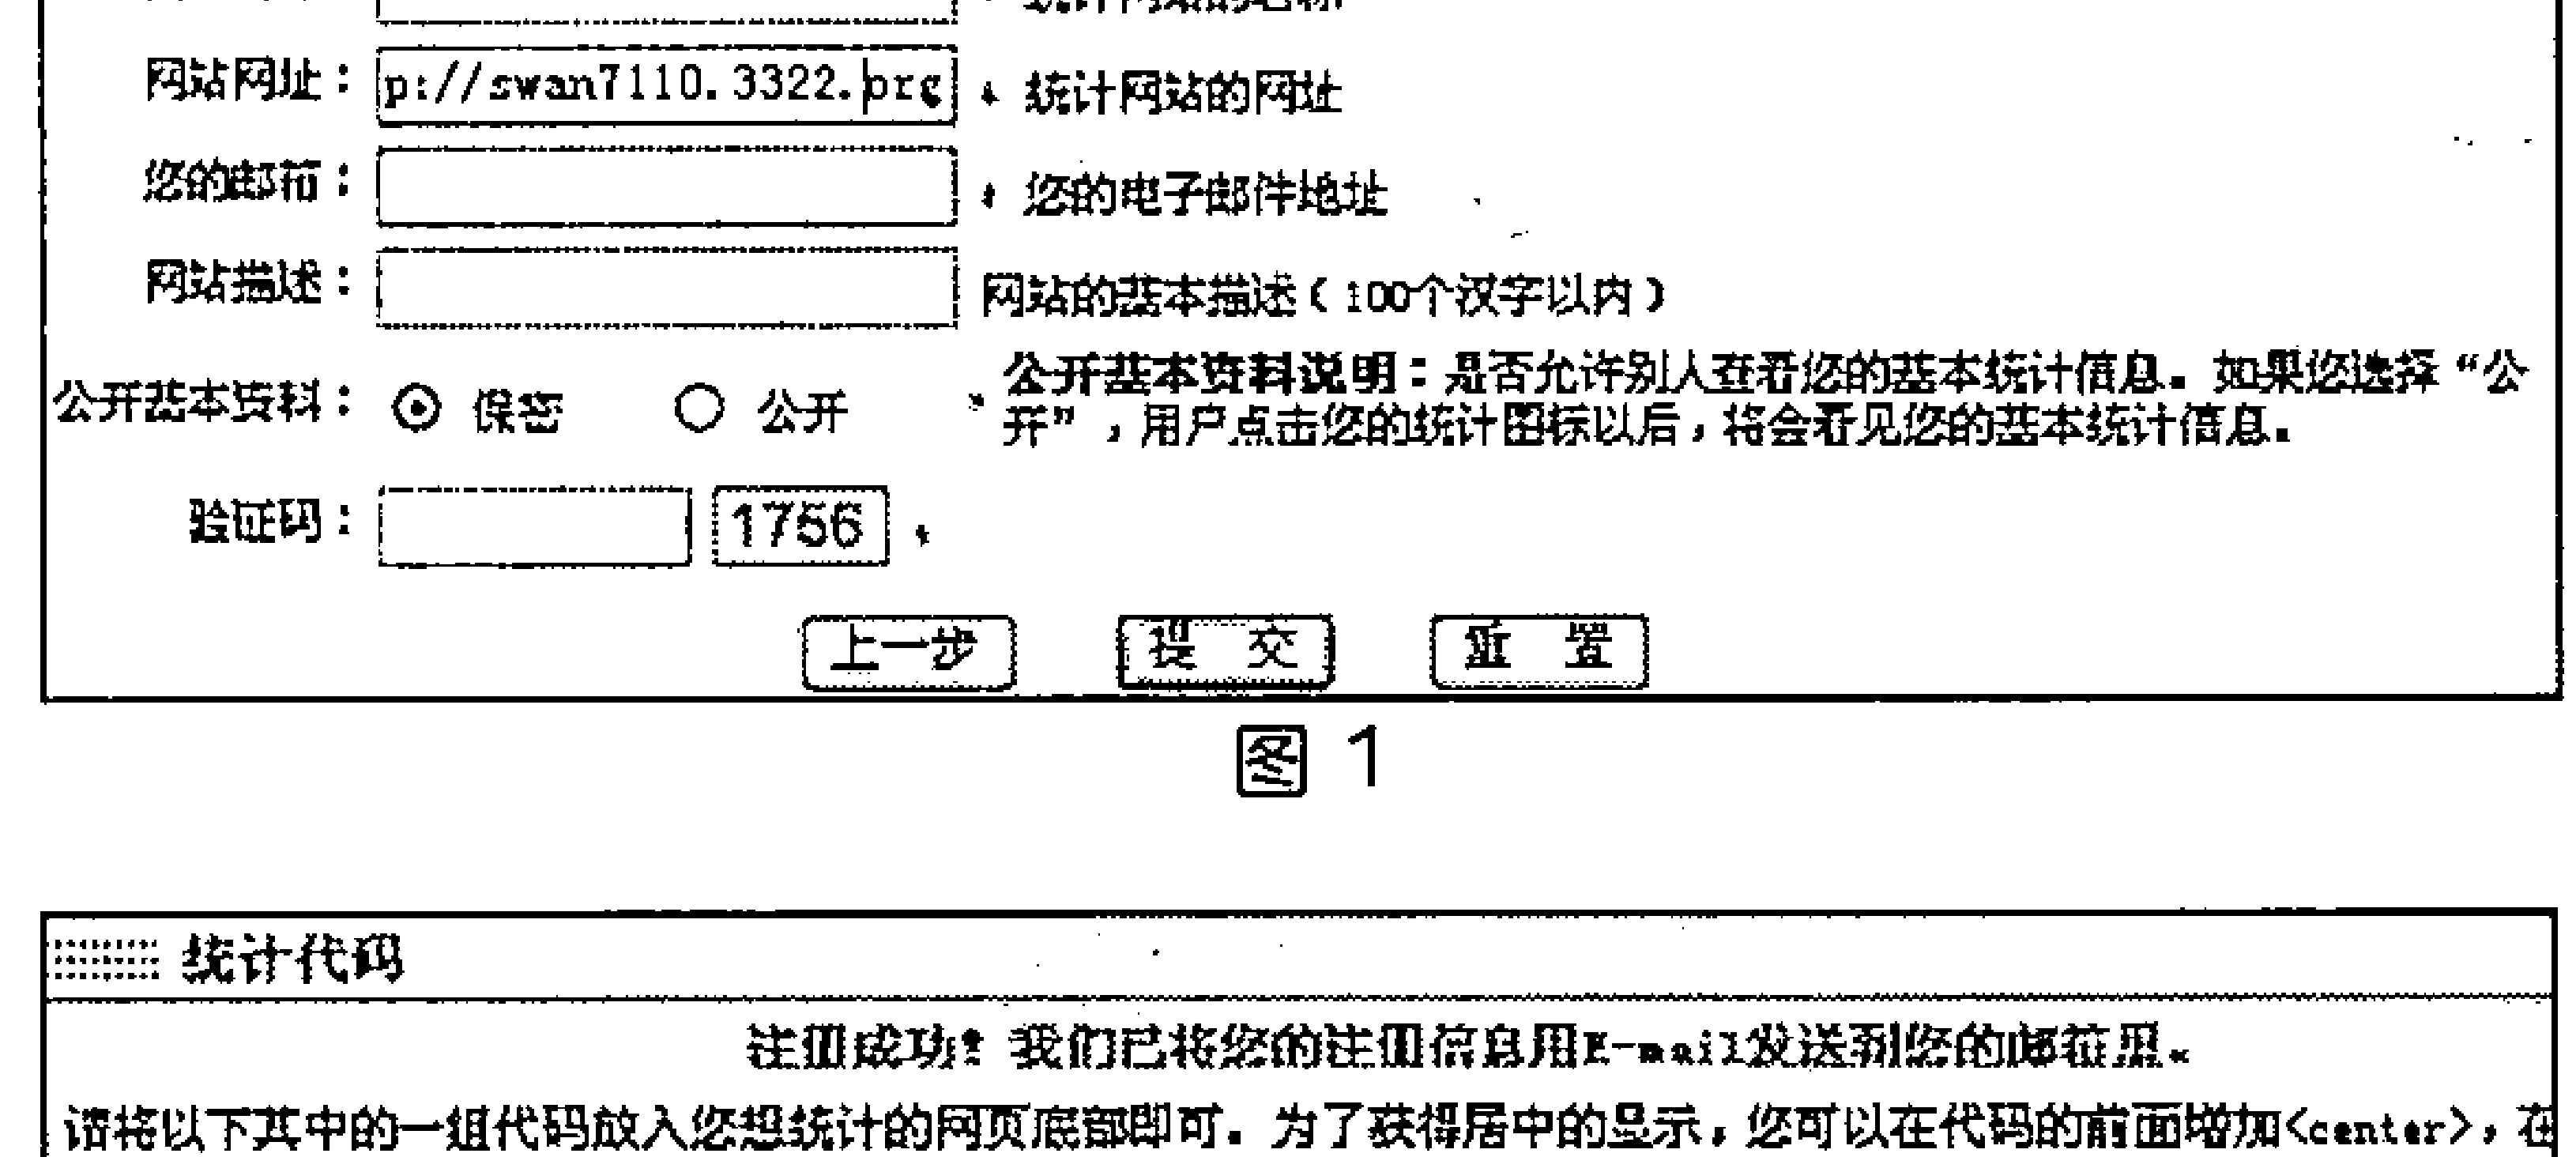 统计网站的名称
网站网址： p://swan7110.3322.org * 统计网站的网址
您的邮箱： * 您的电子邮件地址
网站描述： 网站的基本描述（100个汉字以内）
公开基本资料： 保密 公开 * 公开基本资料说明：是否允许别人查看您的基本统计信息。如果您选择“公
开”，用户点击您的统计图标以后，将会看见您的基本统计信息。
验证码： 1756 *
上一步 提 交 重 置
图 1
统计代码
注册成功！我们已将您的注册信息用E-mail发送到您的邮箱里。
请将以下其中的一组代码放入您想统计的网页底部即可。为了获得居中的显示，您可以在代码的前面增加<center>，在